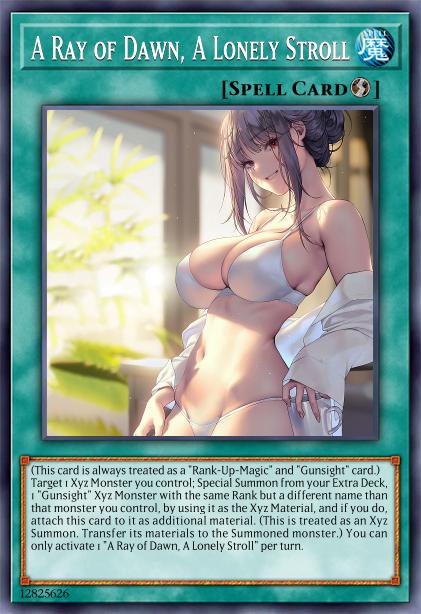 A Ray of Dawn, A Lonely Stroll
SPELL
魔
[Spell Card]
(This card is always treated as a "Rank-Up-Magic" and "Gunsight" card.)
Target 1 Xyz Monster you control; Special Summon from your Extra Deck,
1 "Gunsight" Xyz Monster with the same Rank but a different name than
that monster you control, by using it as the Xyz Material, and if you do,
attach this card to it as additional material. (This is treated as an Xyz
Summon. Transfer its materials to the Summoned monster.) You can
only activate 1 "A Ray of Dawn, A Lonely Stroll" per turn.
12825626